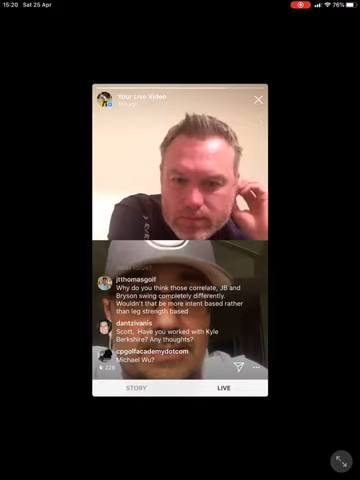 15:20 Sat 25 Apr
76%
Your Live Video
jtthomasgolf
Why do you think those correlate, JB and
Bryson swing completely differently.
Wouldn't that be more intent based rather
than leg strength based
dantzivanis
Scott, Have you worked with Kyle
Berkshire? Any thoughts?
cpgolfacademydotcom
Michael Wu?
228
STORY LIVE